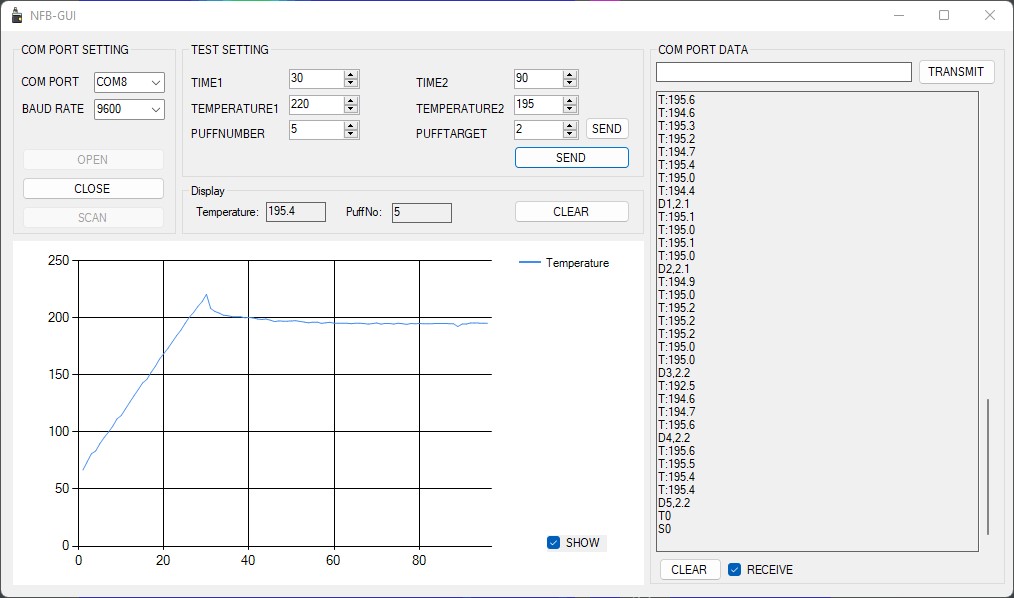 NFB-GUI
COM PORT SETTING
COM PORT COM8
BAUD RATE 9600
OPEN
CLOSE
SCAN
TEST SETTING
TIME1 30 TIME2 90
TEMPERATURE1 220 TEMPERATURE2 195
PUFFNUMBER 5 PUFFTARGET 2 SEND
SEND
Display
Temperature: 195.4 PuffNo: 5 CLEAR
250
200
150
100
50
0
0 20 40 60 80
Temperature
SHOW
COM PORT DATA
TRANSMIT
T:195.6
T:194.6
T:195.3
T:195.2
T:194.7
T:195.4
T:195.0
T:194.4
D1,2.1
T:195.1
T:195.0
T:195.1
T:195.0
D2,2.1
T:194.9
T:195.0
T:195.2
T:195.2
T:195.2
T:195.0
T:195.0
D3,2.2
T:192.5
T:194.6
T:194.7
T:195.6
D4,2.2
T:195.6
T:195.5
T:195.4
T:195.4
D5,2.2
T0
S0
CLEAR RECEIVE